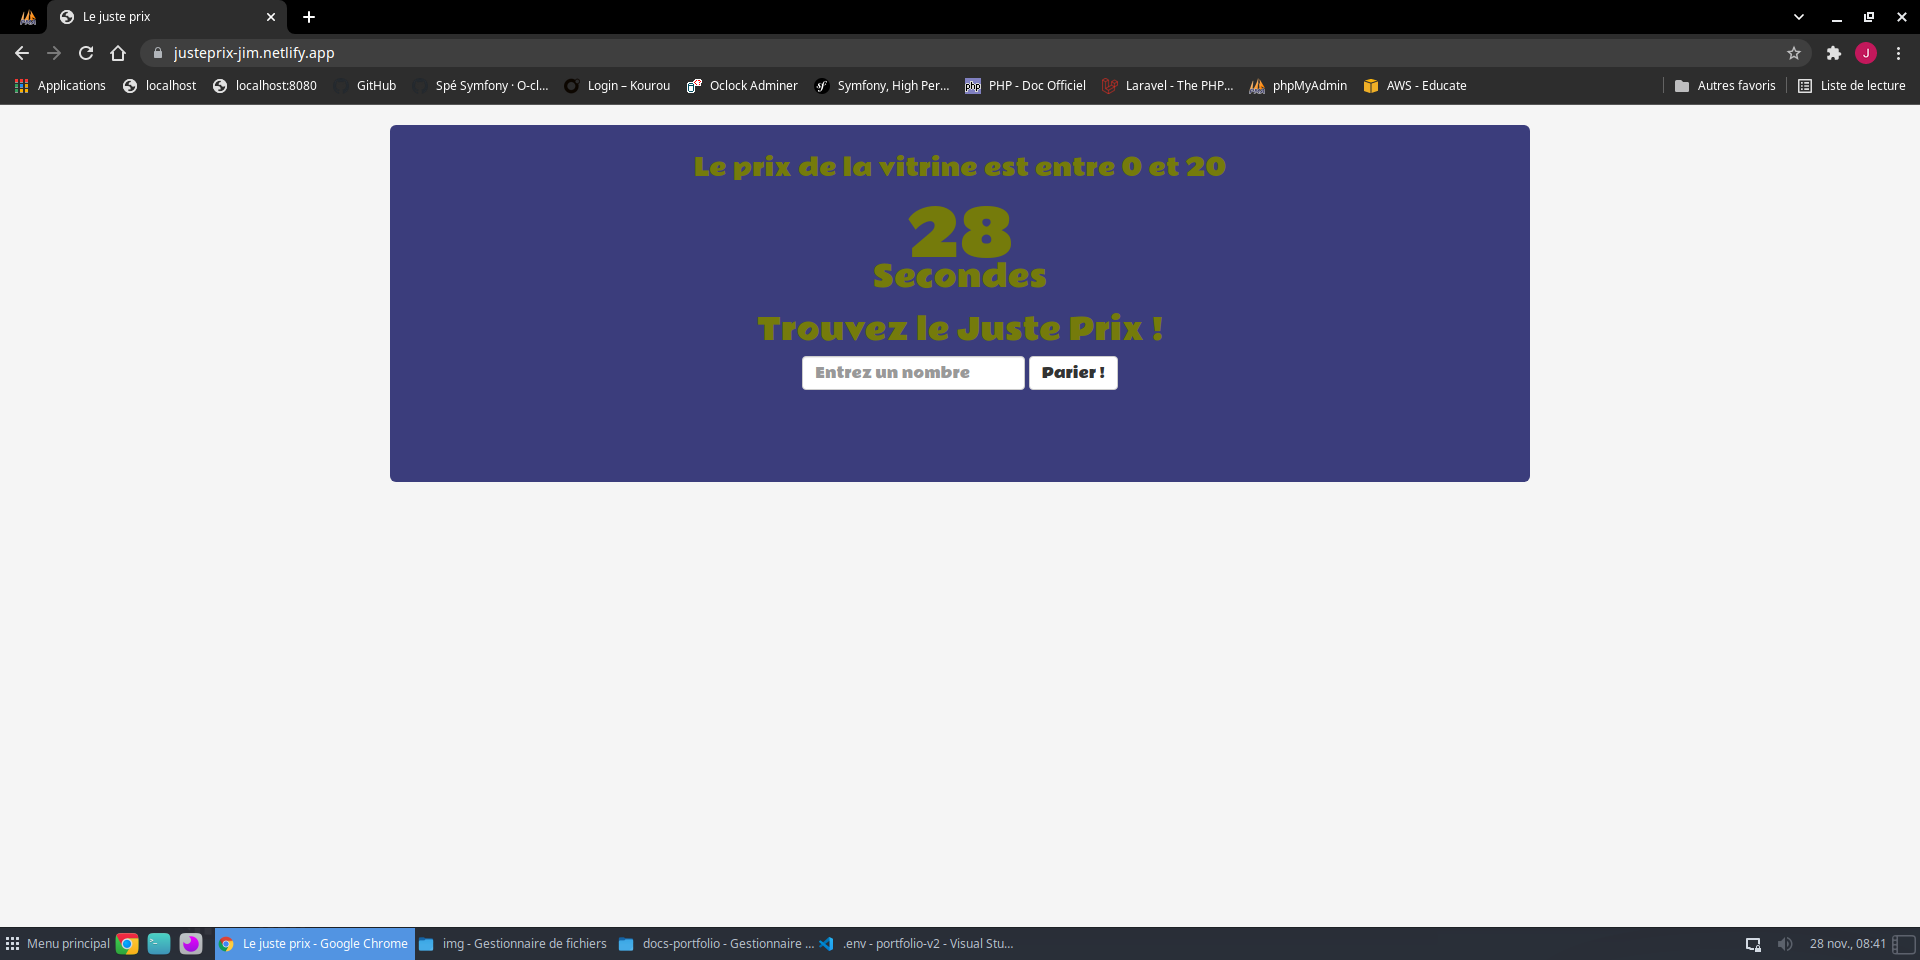 Le juste prix
justeprix-jim.netlify.app
J
Applications localhost localhost:8080 GitHub Spé Symfony · O-cl... Login – Kourou Oclock Adminer Symfony, High Per... php PHP - Doc Officiel Laravel - The PHP... phpMyAdmin AWS - Educate Autres favoris Liste de lecture
Le prix de la vitrine est entre 0 et 20
28
Secondes
Trouvez le Juste Prix !
Entrez un nombre Parier !
Menu principal Le juste prix - Google Chrome img - Gestionnaire de fichiers docs-portfolio - Gestionnaire ... .env - portfolio-v2 - Visual Stu... 28 nov., 08:41